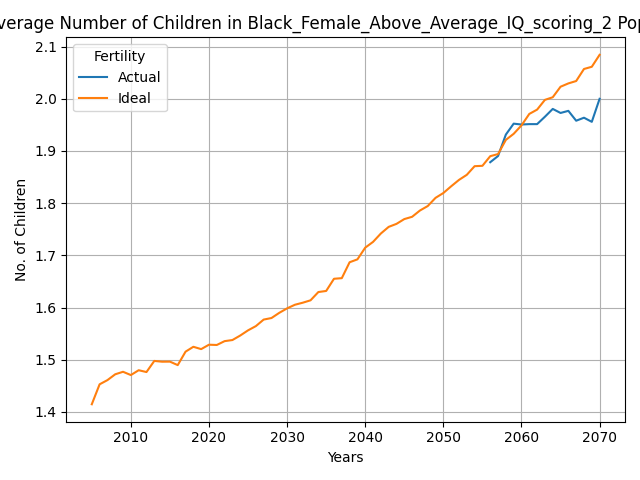 verage Number of Children in Black_Female_Above_Average_IQ_scoring_2 Pop
Fertility
Actual
Ideal
No. of Children
2.1
2.0
1.9
1.8
1.7
1.6
1.5
1.4
2010 2020 2030 2040 2050 2060 2070
Years